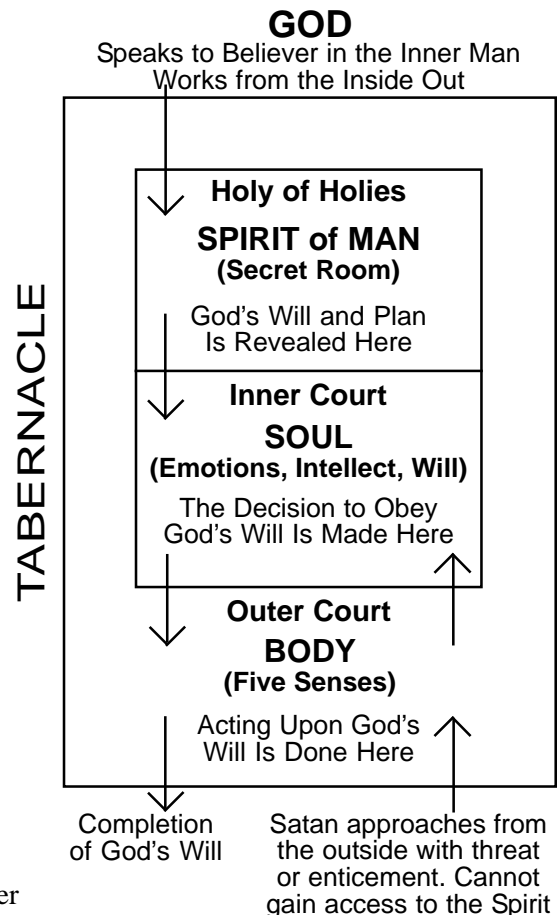 GOD
Speaks to Believer in the Inner Man
Works from the Inside Out
TABERNACLE
Holy of Holies
SPIRIT of MAN
(Secret Room)
God's Will and Plan
Is Revealed Here
Inner Court
SOUL
(Emotions, Intellect, Will)
The Decision to Obey
God's Will Is Made Here
Outer Court
BODY
(Five Senses)
Acting Upon God's
Will Is Done Here
Completion
of God's Will
Satan approaches from
the outside with threat
or enticement. Cannot
gain access to the Spirit
er